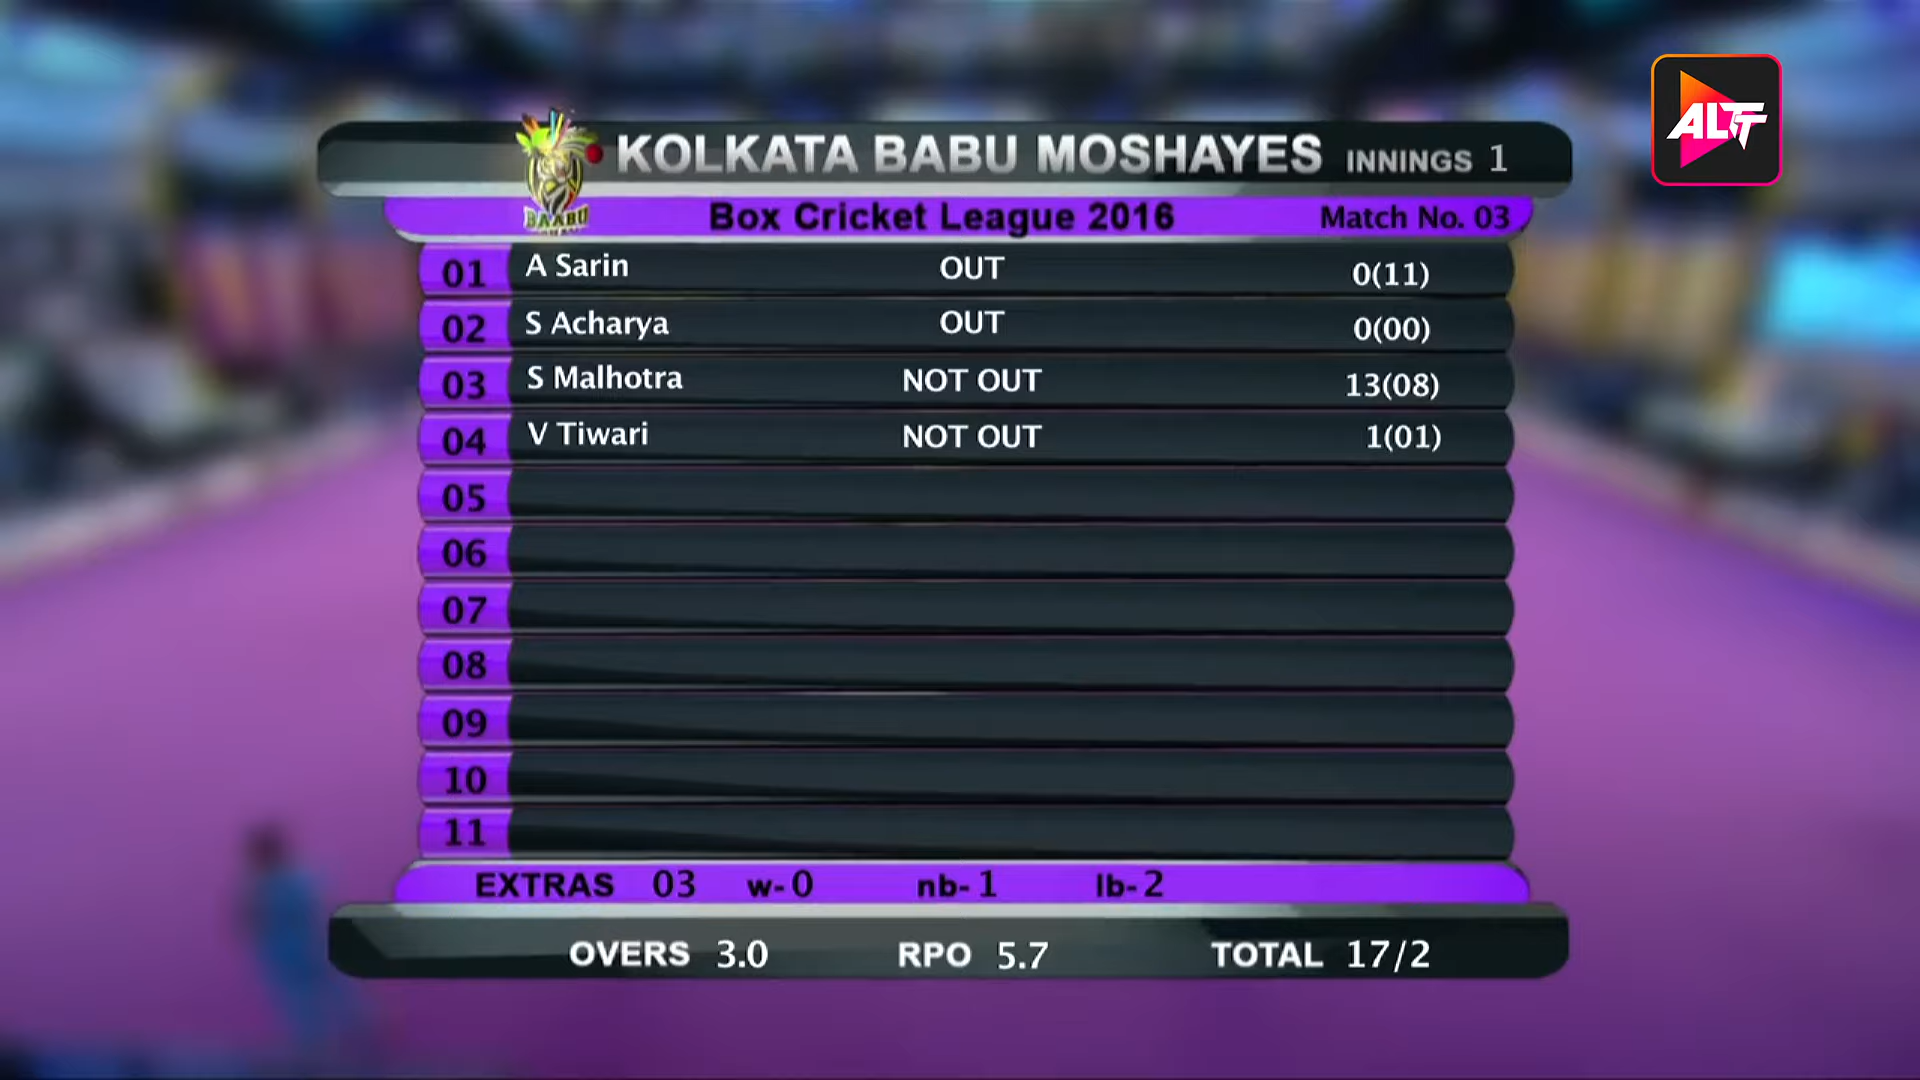 ALTT
KOLKATA BABU MOSHAYES INNINGS 1
BAABU
Box Cricket League 2016 Match No. 03
01 A Sarin OUT 0(11)
02 S Acharya OUT 0(00)
03 S Malhotra NOT OUT 13(08)
04 V Tiwari NOT OUT 1(01)
05
06
07
08
09
10
11
EXTRAS 03 w- 0 nb- 1 lb- 2
OVERS 3.0 RPO 5.7 TOTAL 17/2